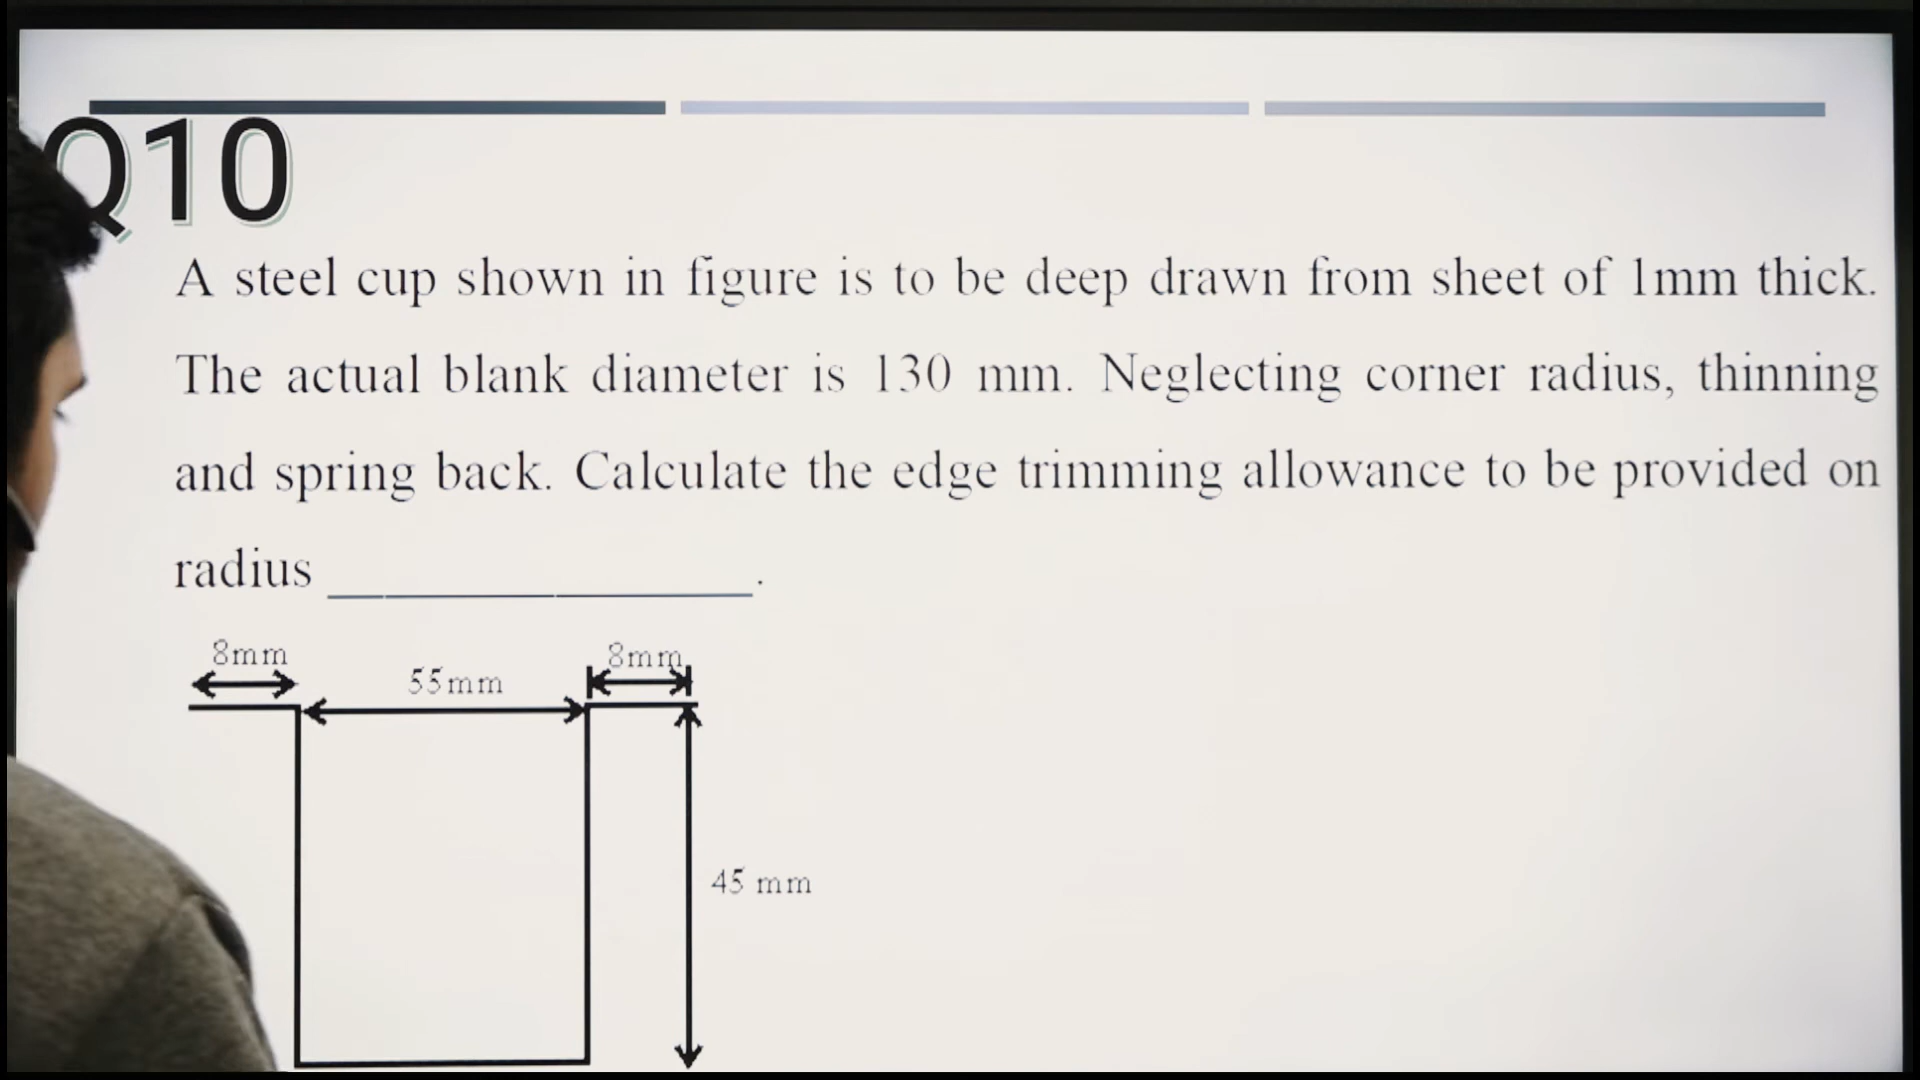 Q10
A steel cup shown in figure is to be deep drawn from sheet of 1mm thick.
The actual blank diameter is 130 mm. Neglecting corner radius, thinning
and spring back. Calculate the edge trimming allowance to be provided on
radius _______________.
8mm
55mm
8mm
45 mm